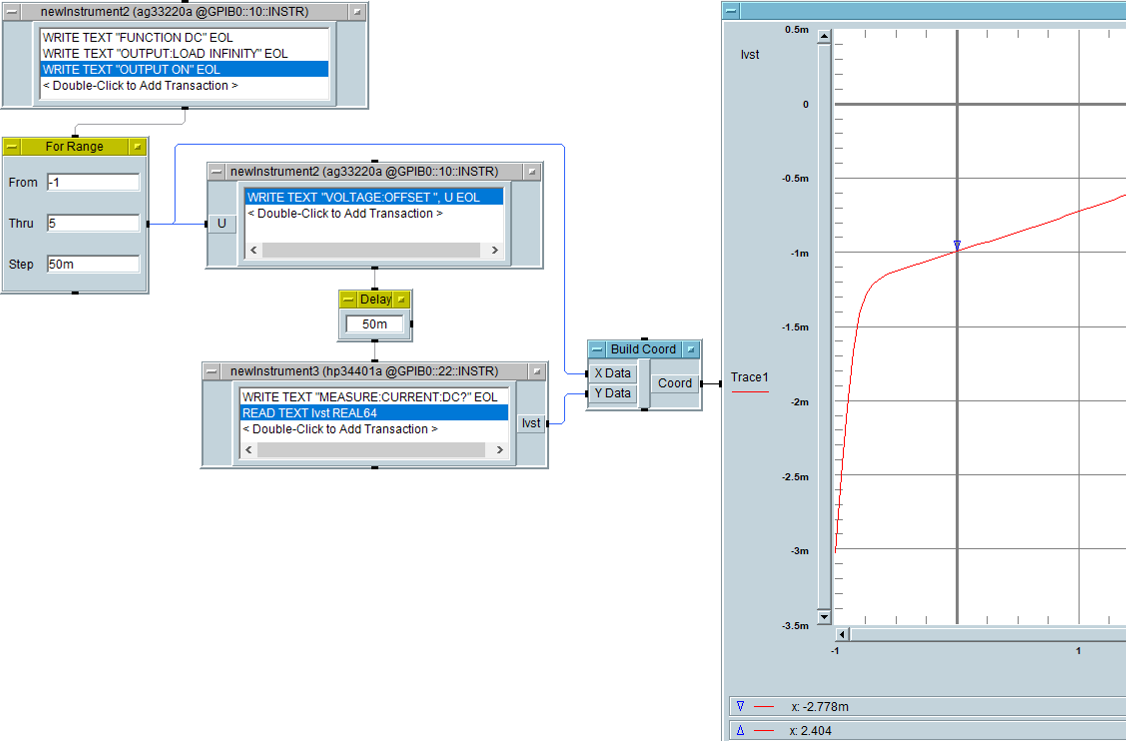 newInstrument2 (ag33220a @GPIB0::10::INSTR)
WRITE TEXT "FUNCTION DC" EOL
WRITE TEXT "OUTPUT:LOAD INFINITY" EOL
WRITE TEXT "OUTPUT ON" EOL
< Double-Click to Add Transaction >
For Range
From -1
Thru 5
Step 50m
newInstrument2 (ag33220a @GPIB0::10::INSTR)
U
WRITE TEXT "VOLTAGE:OFFSET ", U EOL
< Double-Click to Add Transaction >
Delay
50m
newInstrument3 (hp34401a @GPIB0::22::INSTR)
WRITE TEXT "MEASURE:CURRENT:DC?" EOL
READ TEXT Ivst REAL64
< Double-Click to Add Transaction >
Ivst
Build Coord
X Data
Y Data
Coord
Ivst
Trace1
0.5m
0
-0.5m
-1m
-1.5m
-2m
-2.5m
-3m
-3.5m
-1 1
x: -2.778m
x: 2.404